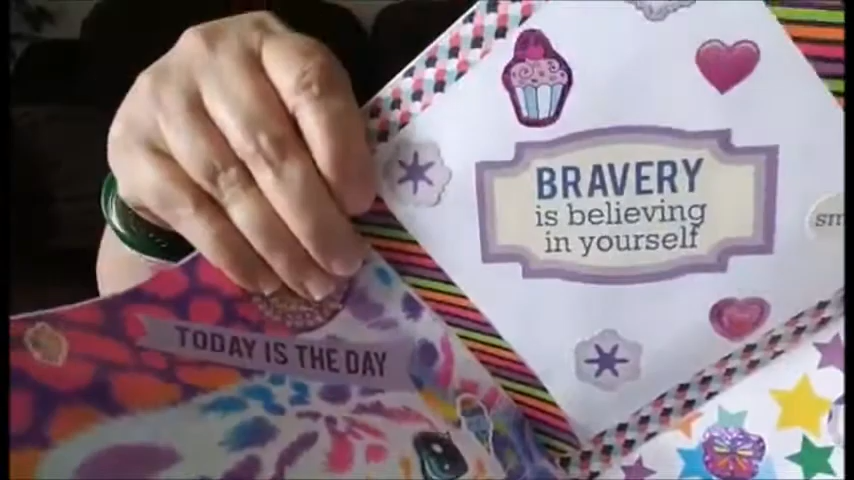 BRAVERY
is believing
in yourself
TODAY IS THE DAY